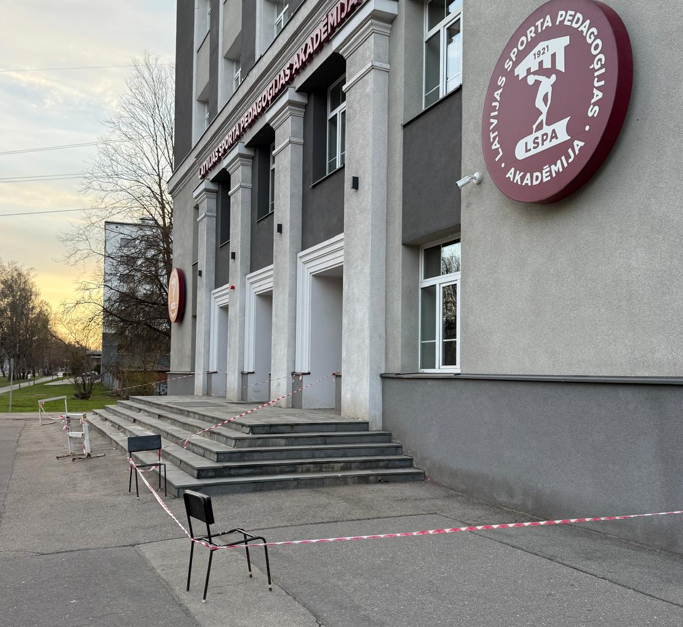 LATVIJAS SPORTA PEDAGOĢIJAS AKADĒMIJA
LATVIJAS SPORTA PEDAGOĢIJAS
AKADĒMIJA
1921
LSPA